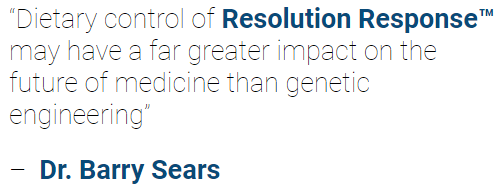 “Dietary control of Resolution Response™
may have a far greater impact on the
future of medicine than genetic
engineering”
– Dr. Barry Sears